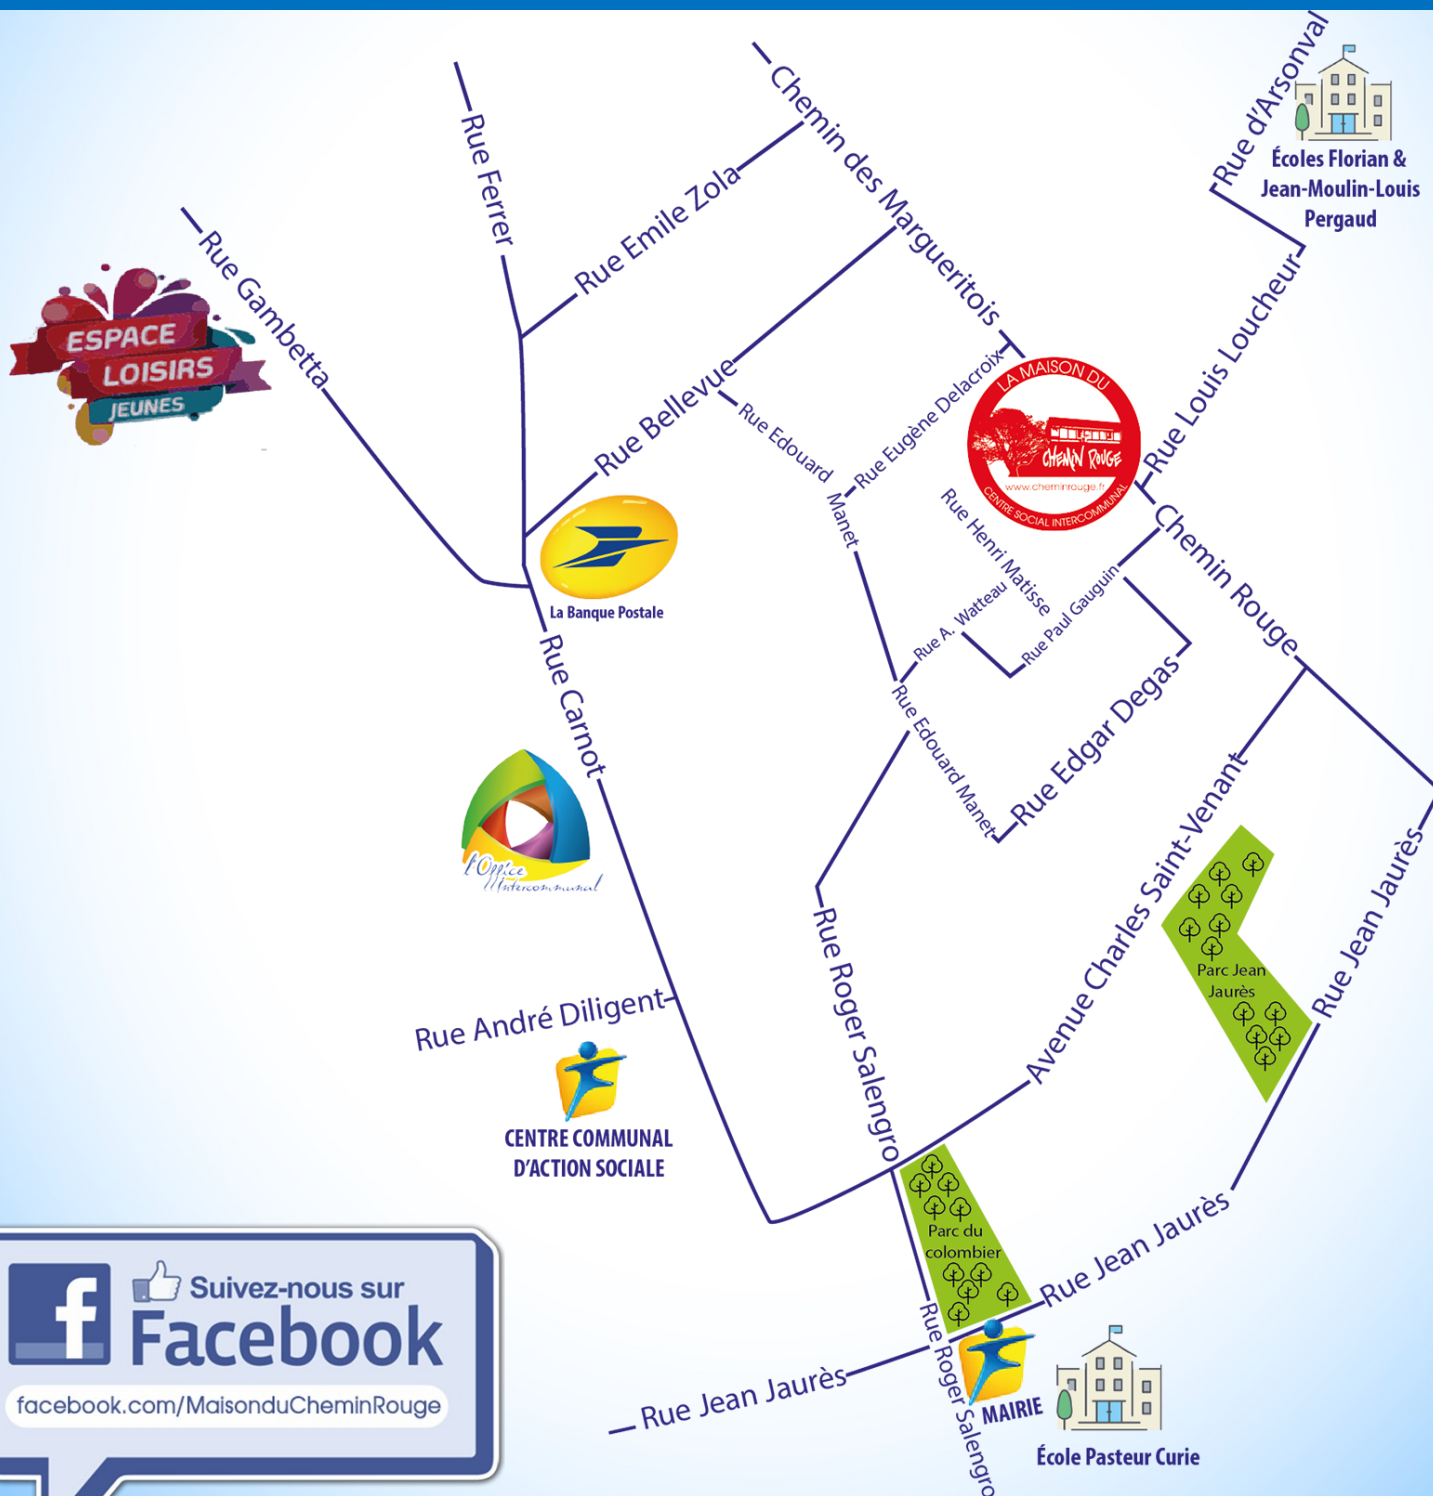 Rue d'Arsonval
Écoles Florian &
Jean-Moulin-Louis
Pergaud
Chemin des Margueritois
Rue Ferrer
Rue Emile Zola
Rue Gambetta
ESPACE
LOISIRS
JEUNES
Rue Louis Loucheur
Rue Bellevue
Rue Edouard
Manet
Rue Eugène Delacroix
LA MAISON DU
CHEMIN ROUGE
www.cheminrouge.fr
CENTRE SOCIAL INTERCOMMUNAL
Rue Henri Matisse
Chemin Rouge
La Banque Postale
Rue A. Watteau
Rue Paul Gauguin
Rue Carnot
Rue Edouard Manet
Rue Edgar Degas
l'Office
Intercommunal
Avenue Charles Saint-Venant
Rue Jean Jaurès
Parc Jean
Jaurès
Rue Roger Salengro
Rue André Diligent
CENTRE COMMUNAL
D'ACTION SOCIALE
Parc du
colombier
Rue Jean Jaurès
Suivez-nous sur
Facebook
facebook.com/MaisonduCheminRouge
Rue Jean Jaurès
Rue Roger Salengro
MAIRIE
École Pasteur Curie